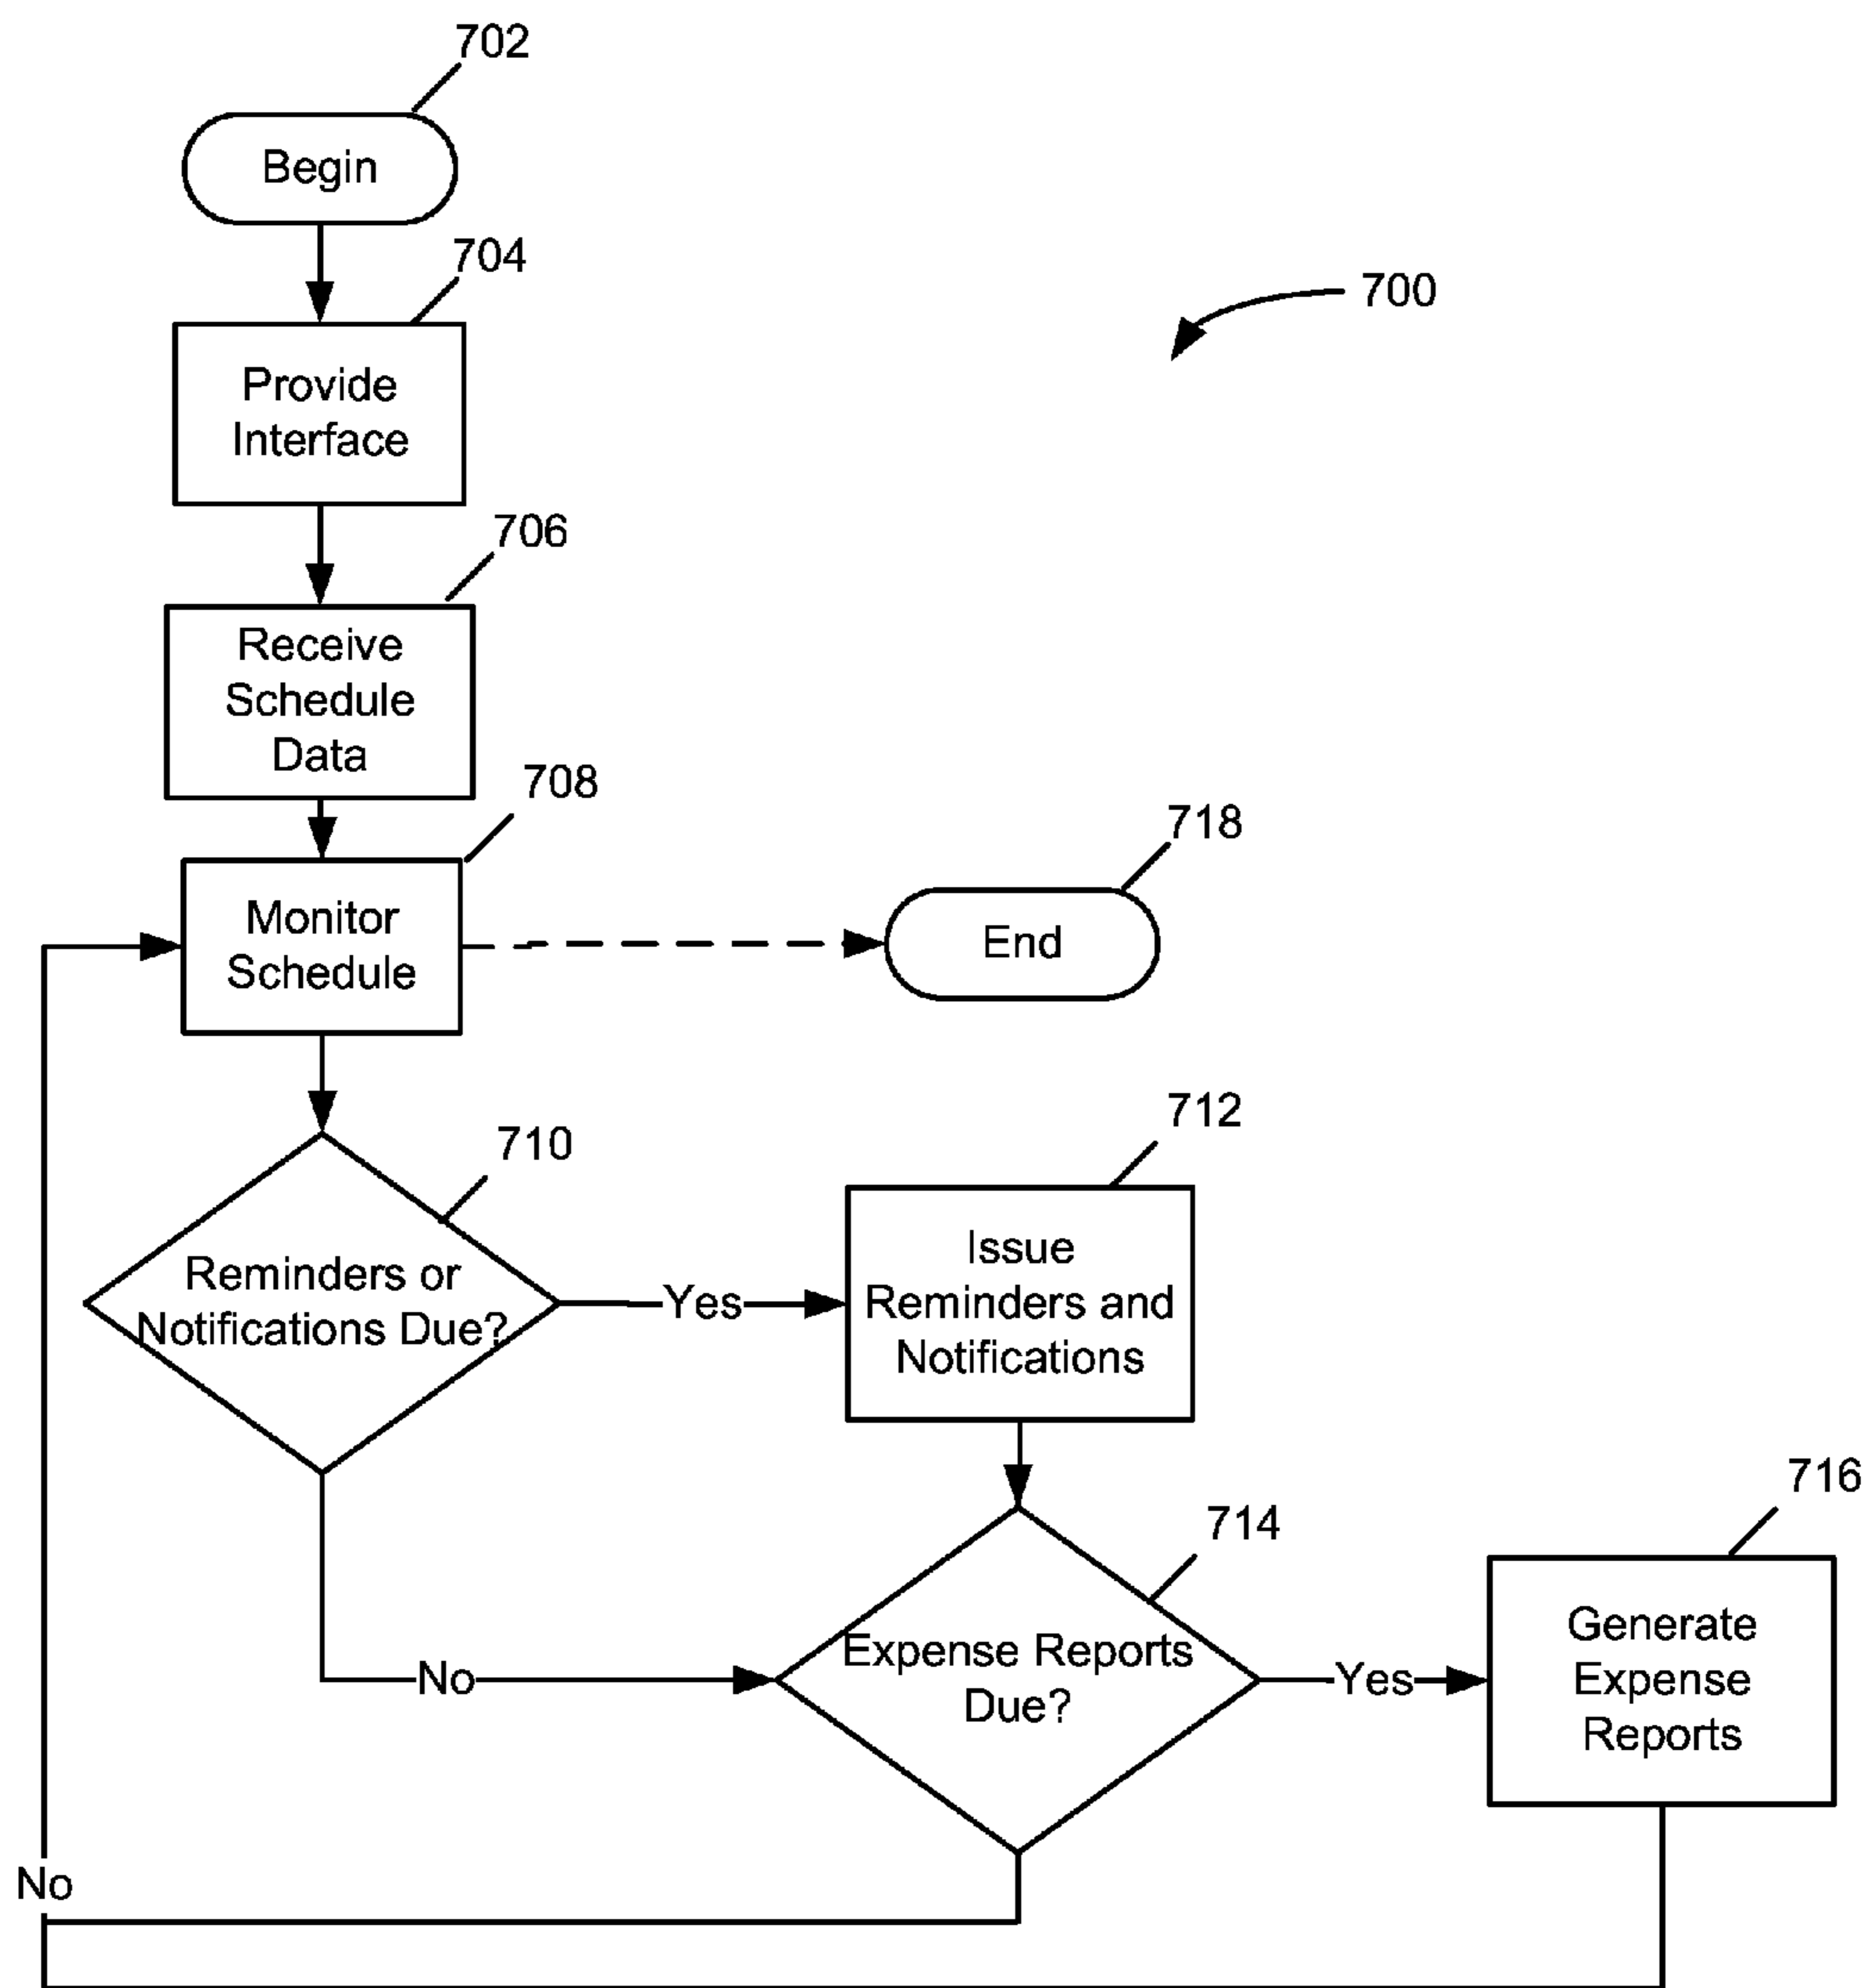 702
Begin
704
700
Provide
Interface
706
Receive
Schedule
Data
708
718
Monitor
Schedule
End
710
712
Reminders or
Notifications Due?
Yes
Issue
Reminders and
Notifications
714
716
No
Expense Reports
Due?
Yes
Generate
Expense
Reports
No